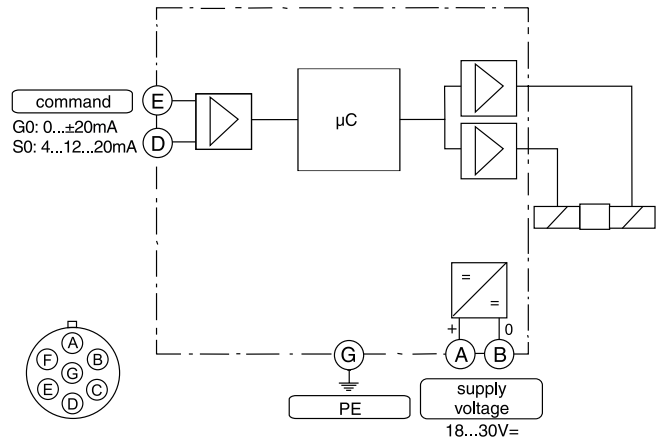 command
G0: 0...±20mA
S0: 4...12...20mA
E
D
µC
=
=
+
0
G
A
B
PE
supply
voltage
18...30V=
A
F
B
G
E
C
D